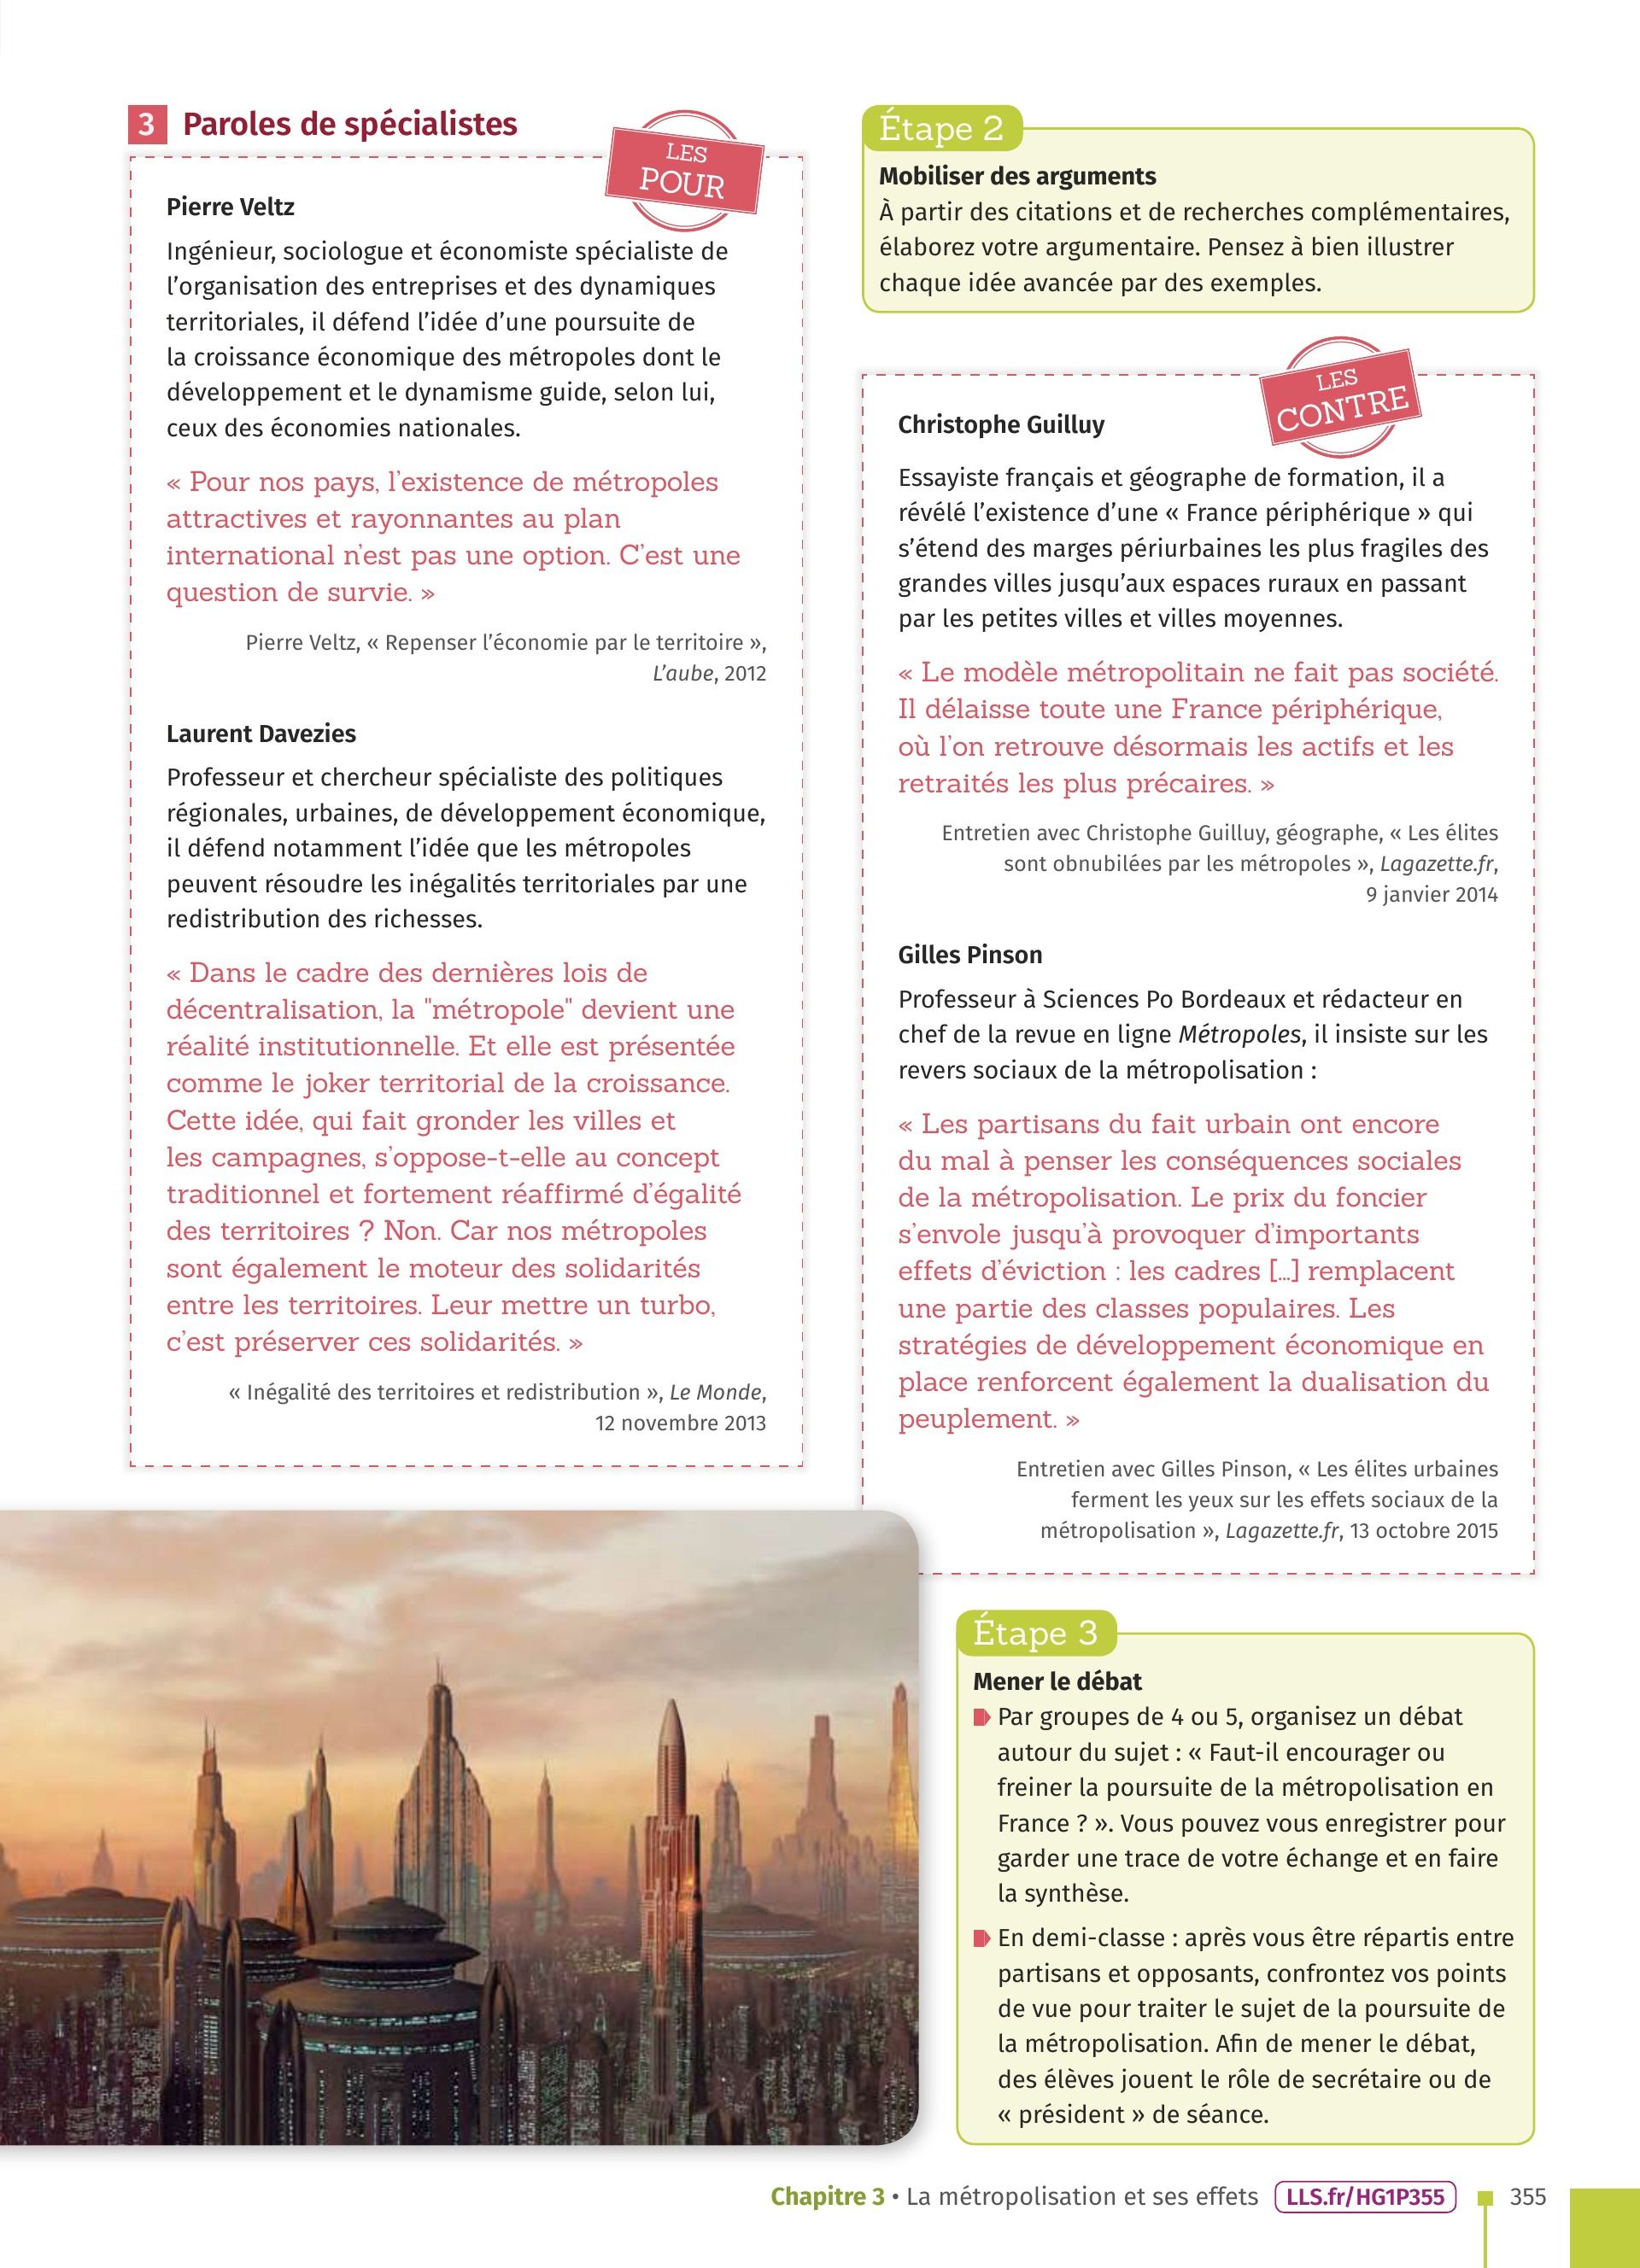 3 Paroles de spécialistes
LES
POUR
Pierre Veltz
Ingénieur, sociologue et économiste spécialiste de
l’organisation des entreprises et des dynamiques
territoriales, il défend l’idée d’une poursuite de
la croissance économique des métropoles dont le
développement et le dynamisme guide, selon lui,
ceux des économies nationales.
« Pour nos pays, l’existence de métropoles
attractives et rayonnantes au plan
international n’est pas une option. C’est une
question de survie. »
Pierre Veltz, « Repenser l’économie par le territoire »,
L’aube, 2012
Laurent Davezies
Professeur et chercheur spécialiste des politiques
régionales, urbaines, de développement économique,
il défend notamment l’idée que les métropoles
peuvent résoudre les inégalités territoriales par une
redistribution des richesses.
« Dans le cadre des dernières lois de
décentralisation, la "métropole" devient une
réalité institutionnelle. Et elle est présentée
comme le joker territorial de la croissance.
Cette idée, qui fait gronder les villes et
les campagnes, s’oppose-t-elle au concept
traditionnel et fortement réaffirmé d’égalité
des territoires ? Non. Car nos métropoles
sont également le moteur des solidarités
entre les territoires. Leur mettre un turbo,
c’est préserver ces solidarités. »
« Inégalité des territoires et redistribution », Le Monde,
12 novembre 2013
Étape 2
Mobiliser des arguments
À partir des citations et de recherches complémentaires,
élaborez votre argumentaire. Pensez à bien illustrer
chaque idée avancée par des exemples.
LES
CONTRE
Christophe Guilluy
Essayiste français et géographe de formation, il a
révélé l’existence d’une « France périphérique » qui
s’étend des marges périurbaines les plus fragiles des
grandes villes jusqu’aux espaces ruraux en passant
par les petites villes et villes moyennes.
« Le modèle métropolitain ne fait pas société.
Il délaisse toute une France périphérique,
où l’on retrouve désormais les actifs et les
retraités les plus précaires. »
Entretien avec Christophe Guilluy, géographe, « Les élites
sont obnubilées par les métropoles », Lagazette.fr,
9 janvier 2014
Gilles Pinson
Professeur à Sciences Po Bordeaux et rédacteur en
chef de la revue en ligne Métropoles, il insiste sur les
revers sociaux de la métropolisation :
« Les partisans du fait urbain ont encore
du mal à penser les conséquences sociales
de la métropolisation. Le prix du foncier
s’envole jusqu’à provoquer d’importants
effets d’éviction : les cadres [...] remplacent
une partie des classes populaires. Les
stratégies de développement économique en
place renforcent également la dualisation du
peuplement. »
Entretien avec Gilles Pinson, « Les élites urbaines
ferment les yeux sur les effets sociaux de la
métropolisation », Lagazette.fr, 13 octobre 2015
Étape 3
Mener le débat
Par groupes de 4 ou 5, organisez un débat
autour du sujet : « Faut-il encourager ou
freiner la poursuite de la métropolisation en
France ? ». Vous pouvez vous enregistrer pour
garder une trace de votre échange et en faire
la synthèse.
En demi-classe : après vous être répartis entre
partisans et opposants, confrontez vos points
de vue pour traiter le sujet de la poursuite de
la métropolisation. Afin de mener le débat,
des élèves jouent le rôle de secrétaire ou de
« président » de séance.
Chapitre 3 • La métropolisation et ses effets LLS.fr/HG1P355 355